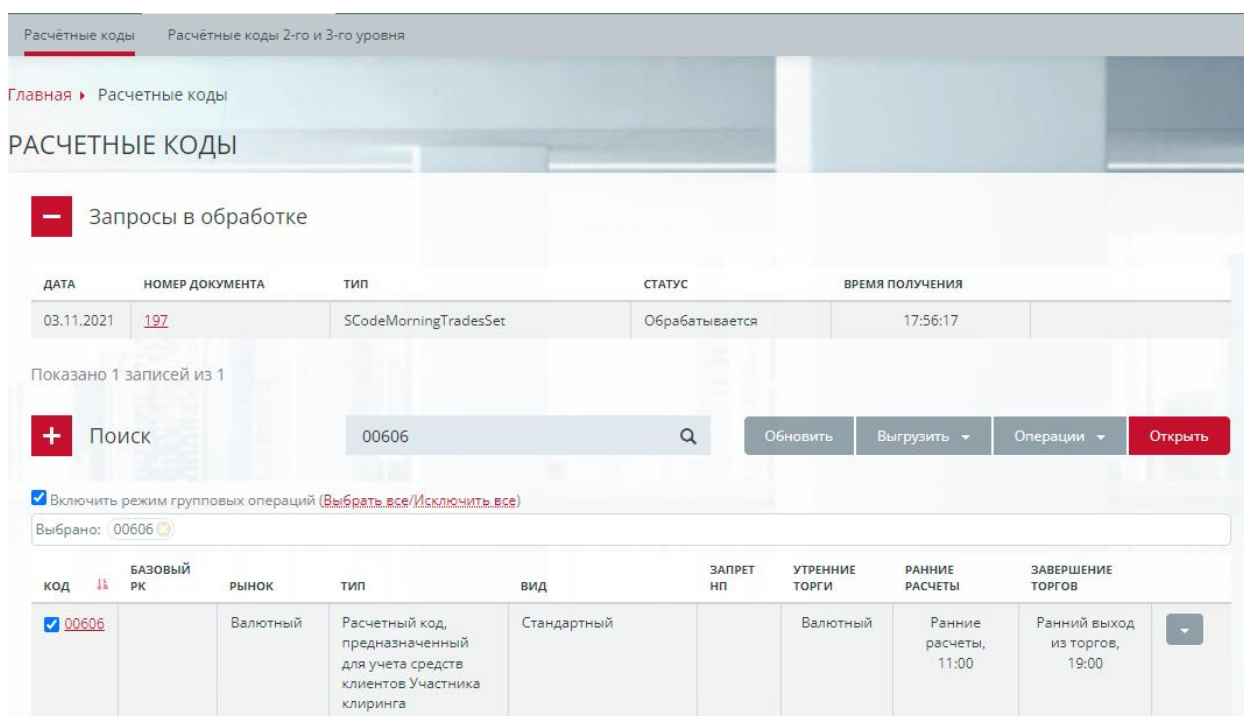 Расчётные коды Расчётные коды 2-го и 3-го уровня
Главная Расчетные коды
РАСЧЕТНЫЕ КОДЫ
Запросы в обработке
ДАТА НОМЕР ДОКУМЕНТА ТИП СТАТУС ВРЕМЯ ПОЛУЧЕНИЯ
03.11.2021 197 SCodeMorningTradesSet Обрабатывается 17:56:17
Показано 1 записей из 1
Поиск 00606 Обновить Выгрузить Операции Открыть
Включить режим групповых операций (Выбрать все/Исключить все)
Выбрано: 00606
КОД БАЗОВЫЙ РК РЫНОК ТИП ВИД ЗАПРЕТ НП УТРЕННИЕ ТОРГИ РАННИЕ РАСЧЕТЫ ЗАВЕРШЕНИЕ ТОРГОВ
00606 Валютный Расчетный код, Стандартный Валютный Ранние Ранний выход
предназначенный расчеты, из торгов,
для учета средств 11:00 19:00
клиентов Участника
клиринга